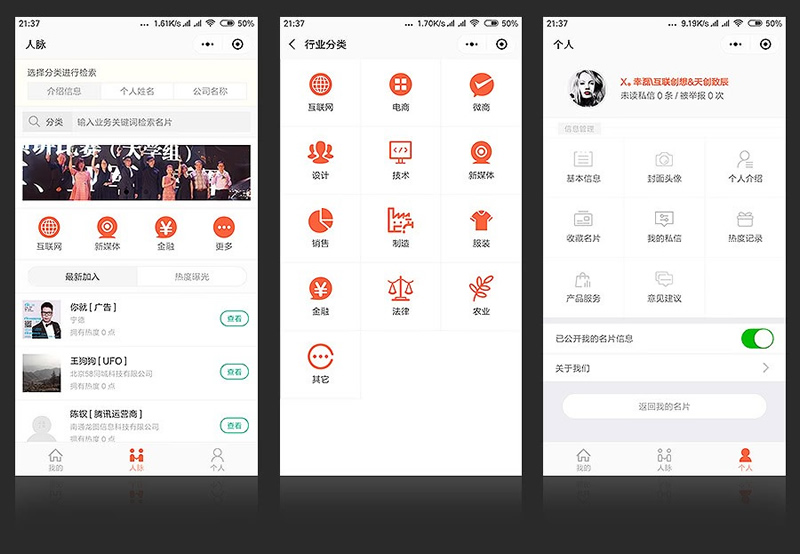 21:37
1.61K/s
50%
人脉
选择分类进行检索
介绍信息
个人姓名
公司名称
分类
输入业务关键词检索名片
互联网
新媒体
金融
更多
最新加入
热度曝光
你就 [ 广告 ]
宁德
拥有热度 0 点
查看
王狗狗 [ UFO ]
北京58同城科技有限公司
拥有热度 0 点
查看
陈钗 [ 腾讯运营商 ]
南通龙图信息科技有限公司
拥有热度 0 点
查看
我的
人脉
个人
21:37
1.70K/s
50%
行业分类
互联网
电商
微商
设计
技术
新媒体
销售
制造
服装
金融
法律
农业
其它
21:37
9.19K/s
50%
个人
X。幸磊\互联创想&天创致辰
未读私信 0 条 / 被举报 0 次
信息管理
基本信息
封面头像
个人介绍
收藏名片
我的私信
热度记录
产品服务
意见建议
已公开我的名片信息
关于我们
返回我的名片
我的
人脉
个人